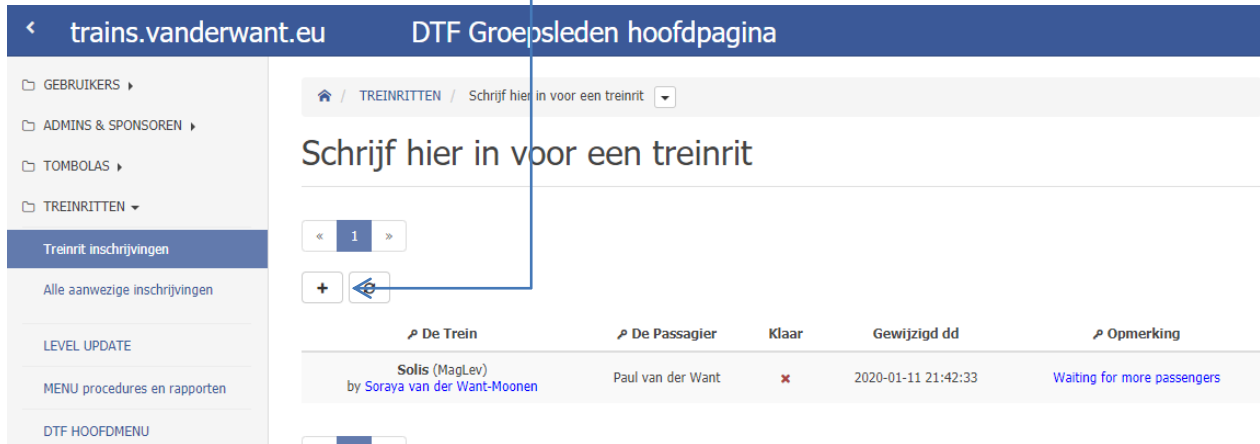 trains.vanderwant.eu DTF Groepsleden hoofdpagina
GEBRUIKERS
ADMINS & SPONSOREN
TOMBOLAS
TREINRITTEN
Treinrit inschrijvingen
Alle aanwezige inschrijvingen
LEVEL UPDATE
MENU procedures en rapporten
DTF HOOFDMENU
/ TREINRITTEN / Schrijf hier in voor een treinrit
Schrijf hier in voor een treinrit
« 1 »
+
De Trein De Passagier Klaar Gewijzigd dd Opmerking
Solis (MagLev)
by Soraya van der Want-Moonen Paul van der Want 2020-01-11 21:42:33 Waiting for more passengers